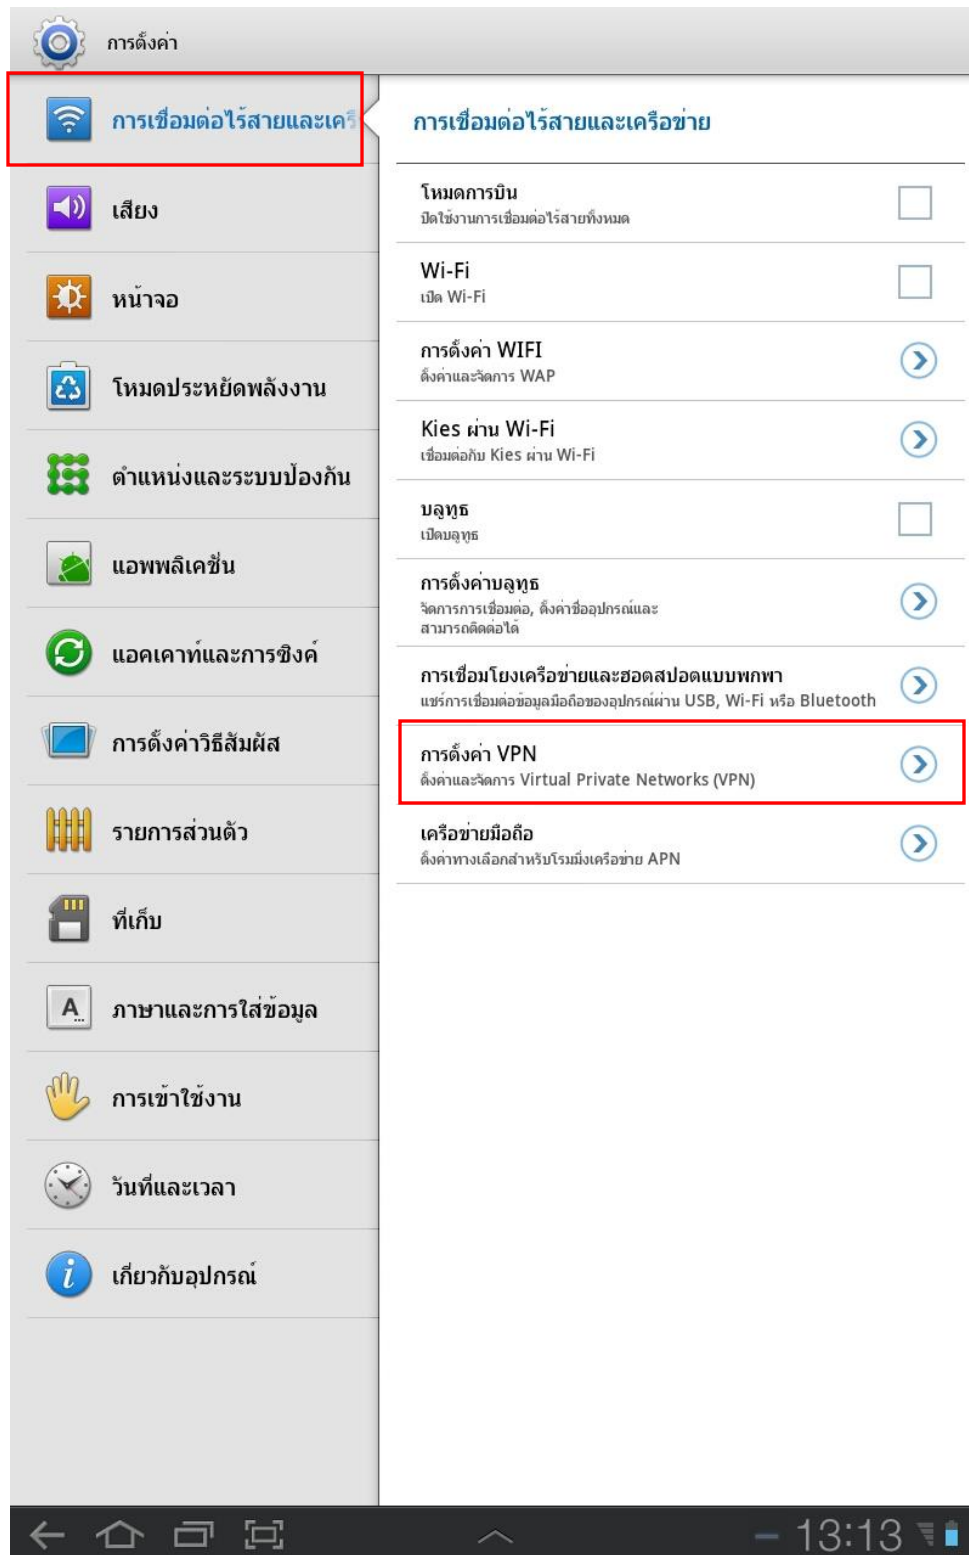 การตั้งค่า
การเชื่อมต่อไร้สายและเครื
เสียง
หน้าจอ
โหมดประหยัดพลังงาน
ตำแหน่งและระบบป้องกัน
แอพพลิเคชั่น
แอคเคาท์และการซิงค์
การตั้งค่าวิธีสัมผัส
รายการส่วนตัว
ที่เก็บ
A...
ภาษาและการใส่ข้อมูล
การเข้าใช้งาน
วันที่และเวลา
i
เกี่ยวกับอุปกรณ์
การเชื่อมต่อไร้สายและเครือข่าย
โหมดการบิน
ปิดใช้งานการเชื่อมต่อไร้สายทั้งหมด
Wi-Fi
เปิด Wi-Fi
การตั้งค่า WIFI
ตั้งค่าและจัดการ WAP
Kies ผ่าน Wi-Fi
เชื่อมต่อกับ Kies ผ่าน Wi-Fi
บลูทูธ
เปิดบลูทูธ
การตั้งค่าบลูทูธ
จัดการการเชื่อมต่อ, ตั้งค่าชื่ออุปกรณ์และ
สามารถติดต่อได้
การเชื่อมโยงเครือข่ายและฮอตสปอตแบบพกพา
แชร์การเชื่อมต่อข้อมูลมือถือของอุปกรณ์ผ่าน USB, Wi-Fi หรือ Bluetooth
การตั้งค่า VPN
ตั้งค่าและจัดการ Virtual Private Networks (VPN)
เครือข่ายมือถือ
ตั้งค่าทางเลือกสำหรับโรมมิ่งเครือข่าย APN
13:13